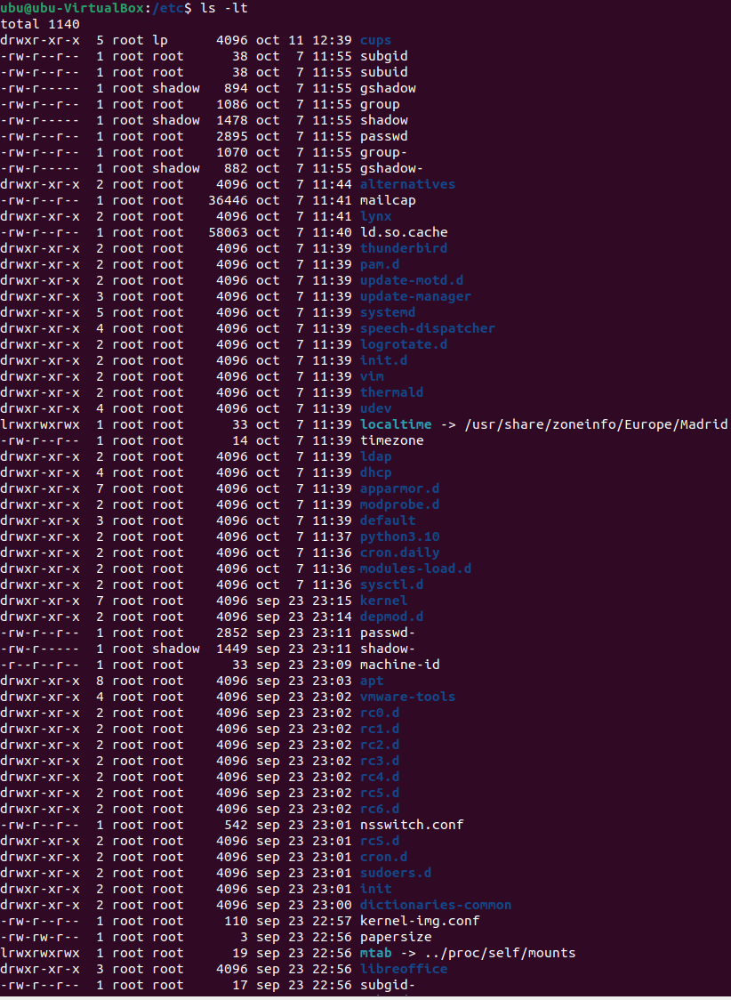 ubu@ubu-VirtualBox:/etc$ ls -lt
total 1140
drwxr-xr-x  5 root lp      4096 oct 11 12:39 cups
-rw-r--r--  1 root root      38 oct  7 11:55 subgid
-rw-r--r--  1 root root      38 oct  7 11:55 subuid
-rw-r-----  1 root shadow   894 oct  7 11:55 gshadow
-rw-r--r--  1 root root    1086 oct  7 11:55 group
-rw-r-----  1 root shadow  1478 oct  7 11:55 shadow
-rw-r--r--  1 root root    2895 oct  7 11:55 passwd
-rw-r--r--  1 root root    1070 oct  7 11:55 group-
-rw-r-----  1 root shadow   882 oct  7 11:55 gshadow-
drwxr-xr-x  2 root root    4096 oct  7 11:44 alternatives
-rw-r--r--  1 root root   36446 oct  7 11:41 mailcap
drwxr-xr-x  2 root root    4096 oct  7 11:41 lynx
-rw-r--r--  1 root root   58063 oct  7 11:40 ld.so.cache
drwxr-xr-x  2 root root    4096 oct  7 11:39 thunderbird
drwxr-xr-x  2 root root    4096 oct  7 11:39 pam.d
drwxr-xr-x  2 root root    4096 oct  7 11:39 update-motd.d
drwxr-xr-x  3 root root    4096 oct  7 11:39 update-manager
drwxr-xr-x  5 root root    4096 oct  7 11:39 systemd
drwxr-xr-x  4 root root    4096 oct  7 11:39 speech-dispatcher
drwxr-xr-x  2 root root    4096 oct  7 11:39 logrotate.d
drwxr-xr-x  2 root root    4096 oct  7 11:39 init.d
drwxr-xr-x  2 root root    4096 oct  7 11:39 vim
drwxr-xr-x  2 root root    4096 oct  7 11:39 thermald
drwxr-xr-x  4 root root    4096 oct  7 11:39 udev
lrwxrwxrwx  1 root root      33 oct  7 11:39 localtime -> /usr/share/zoneinfo/Europe/Madrid
-rw-r--r--  1 root root      14 oct  7 11:39 timezone
drwxr-xr-x  2 root root    4096 oct  7 11:39 ldap
drwxr-xr-x  4 root root    4096 oct  7 11:39 dhcp
drwxr-xr-x  7 root root    4096 oct  7 11:39 apparmor.d
drwxr-xr-x  2 root root    4096 oct  7 11:39 modprobe.d
drwxr-xr-x  3 root root    4096 oct  7 11:39 default
drwxr-xr-x  2 root root    4096 oct  7 11:37 python3.10
drwxr-xr-x  2 root root    4096 oct  7 11:36 cron.daily
drwxr-xr-x  2 root root    4096 oct  7 11:36 modules-load.d
drwxr-xr-x  2 root root    4096 oct  7 11:36 sysctl.d
drwxr-xr-x  7 root root    4096 sep 23 23:15 kernel
drwxr-xr-x  2 root root    4096 sep 23 23:14 depmod.d
-rw-r--r--  1 root root    2852 sep 23 23:11 passwd-
-rw-r-----  1 root shadow  1449 sep 23 23:11 shadow-
-r--r--r--  1 root root      33 sep 23 23:09 machine-id
drwxr-xr-x  8 root root    4096 sep 23 23:03 apt
drwxr-xr-x  4 root root    4096 sep 23 23:02 vmware-tools
drwxr-xr-x  2 root root    4096 sep 23 23:02 rc0.d
drwxr-xr-x  2 root root    4096 sep 23 23:02 rc1.d
drwxr-xr-x  2 root root    4096 sep 23 23:02 rc2.d
drwxr-xr-x  2 root root    4096 sep 23 23:02 rc3.d
drwxr-xr-x  2 root root    4096 sep 23 23:02 rc4.d
drwxr-xr-x  2 root root    4096 sep 23 23:02 rc5.d
drwxr-xr-x  2 root root    4096 sep 23 23:02 rc6.d
-rw-r--r--  1 root root     542 sep 23 23:01 nsswitch.conf
drwxr-xr-x  2 root root    4096 sep 23 23:01 rcS.d
drwxr-xr-x  2 root root    4096 sep 23 23:01 cron.d
drwxr-xr-x  2 root root    4096 sep 23 23:01 sudoers.d
drwxr-xr-x  2 root root    4096 sep 23 23:01 init
drwxr-xr-x  2 root root    4096 sep 23 23:00 dictionaries-common
-rw-r--r--  1 root root     110 sep 23 22:57 kernel-img.conf
-rw-rw-r--  1 root root       3 sep 23 22:56 papersize
lrwxrwxrwx  1 root root      19 sep 23 22:56 mtab -> ../proc/self/mounts
drwxr-xr-x  3 root root    4096 sep 23 22:56 libreoffice
-rw-r--r--  1 root root      17 sep 23 22:56 subgid-